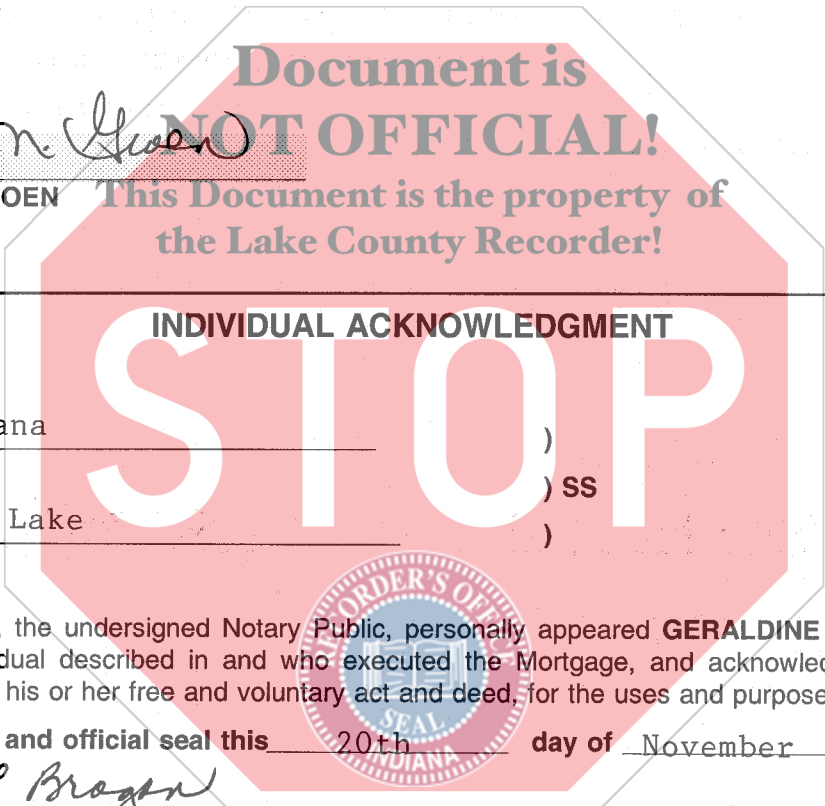 Document is
NOT OFFICIAL!
This Document is the property of
the Lake County Recorder!
OEN
INDIVIDUAL ACKNOWLEDGMENT
ana )
) SS
Lake )
STOP
the undersigned Notary Public, personally appeared GERALDINE
dual described in and who executed the Mortgage, and acknowled
his or her free and voluntary act and deed, for the uses and purpose
and official seal this 20th day of November
RECORDER'S OFFICE
SEAL
INDIANA